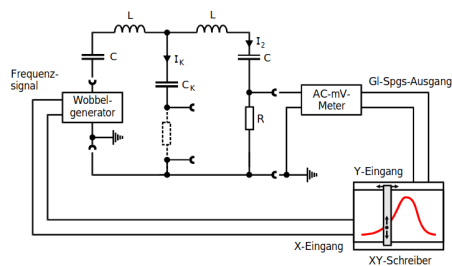 L
L
C
I_K
I_2
C
C_K
Frequenz-
signal
Wobbel-
generator
R
AC-mV-
Meter
Gl-Spgs-Ausgang
Y-Eingang
X-Eingang
XY-Schreiber